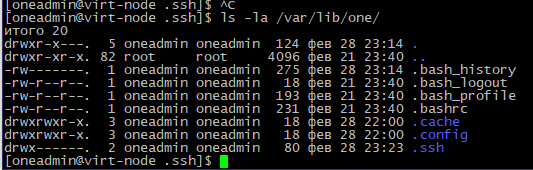 [oneadmin@virt-node .ssh]$ ^C
[oneadmin@virt-node .ssh]$ ls -la /var/lib/one/
итого 20
drwxr-x---.  5 oneadmin oneadmin  124 фев 28 23:14 .
drwxr-xr-x. 82 root     root     4096 фев 21 23:40 ..
-rw-------.  1 oneadmin oneadmin  275 фев 28 23:14 .bash_history
-rw-r--r--.  1 oneadmin oneadmin   18 фев 21 23:40 .bash_logout
-rw-r--r--.  1 oneadmin oneadmin  193 фев 21 23:40 .bash_profile
-rw-r--r--.  1 oneadmin oneadmin  231 фев 21 23:40 .bashrc
drwxrwxr-x.  3 oneadmin oneadmin   18 фев 28 22:00 .cache
drwxrwxr-x.  3 oneadmin oneadmin   18 фев 28 22:00 .config
drwx------.  2 oneadmin oneadmin   80 фев 28 23:23 .ssh
[oneadmin@virt-node .ssh]$